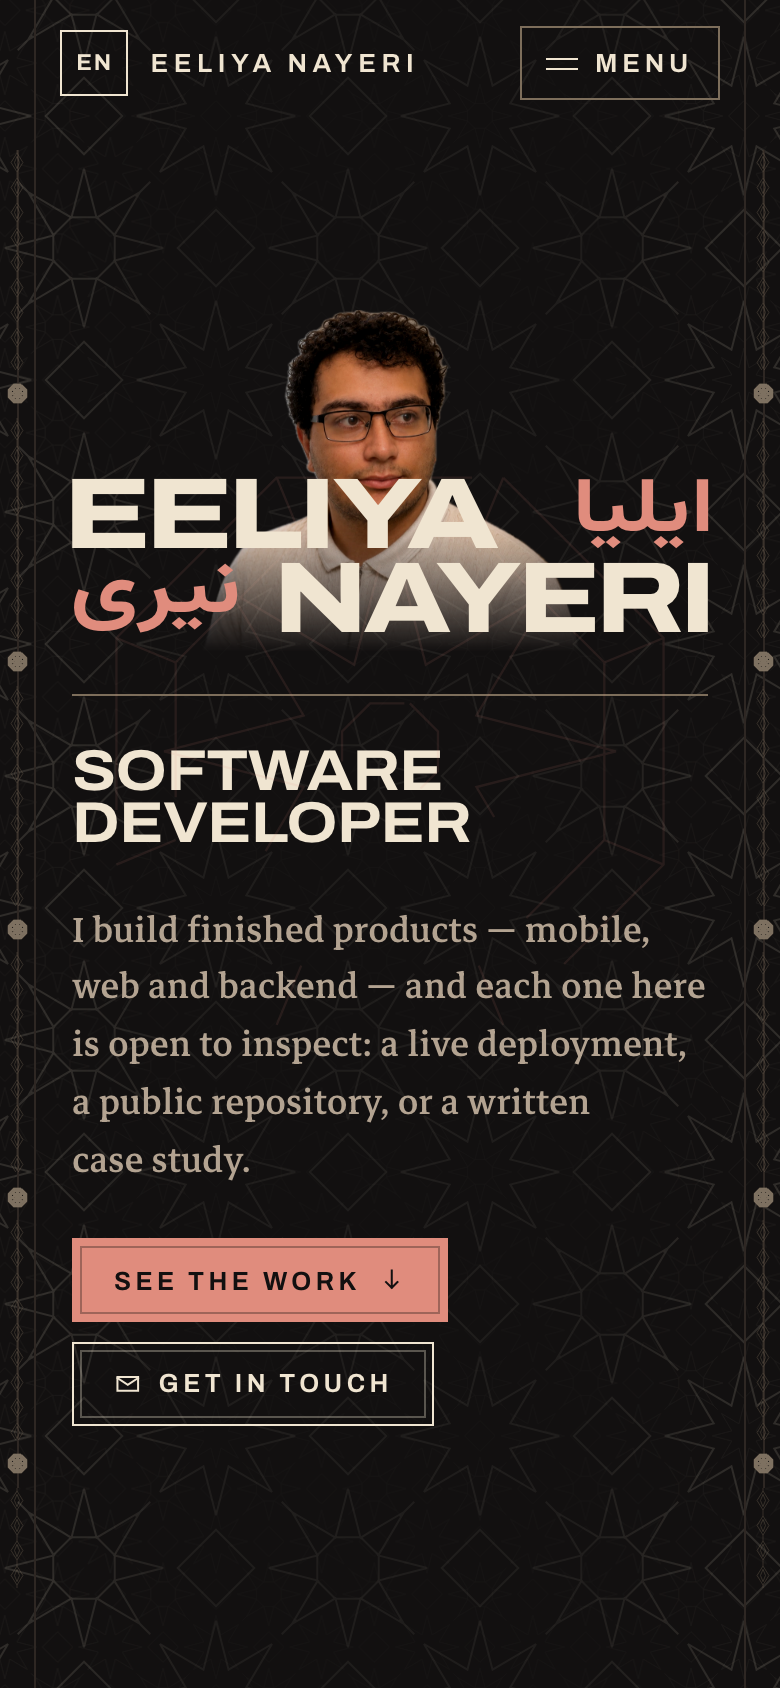 EN
EELIYA NAYERI
MENU
EELIYA ایلیا
نیری NAYERI
SOFTWARE
DEVELOPER
I build finished products — mobile,
web and backend — and each one here
is open to inspect: a live deployment,
a public repository, or a written
case study.
SEE THE WORK ↓
GET IN TOUCH